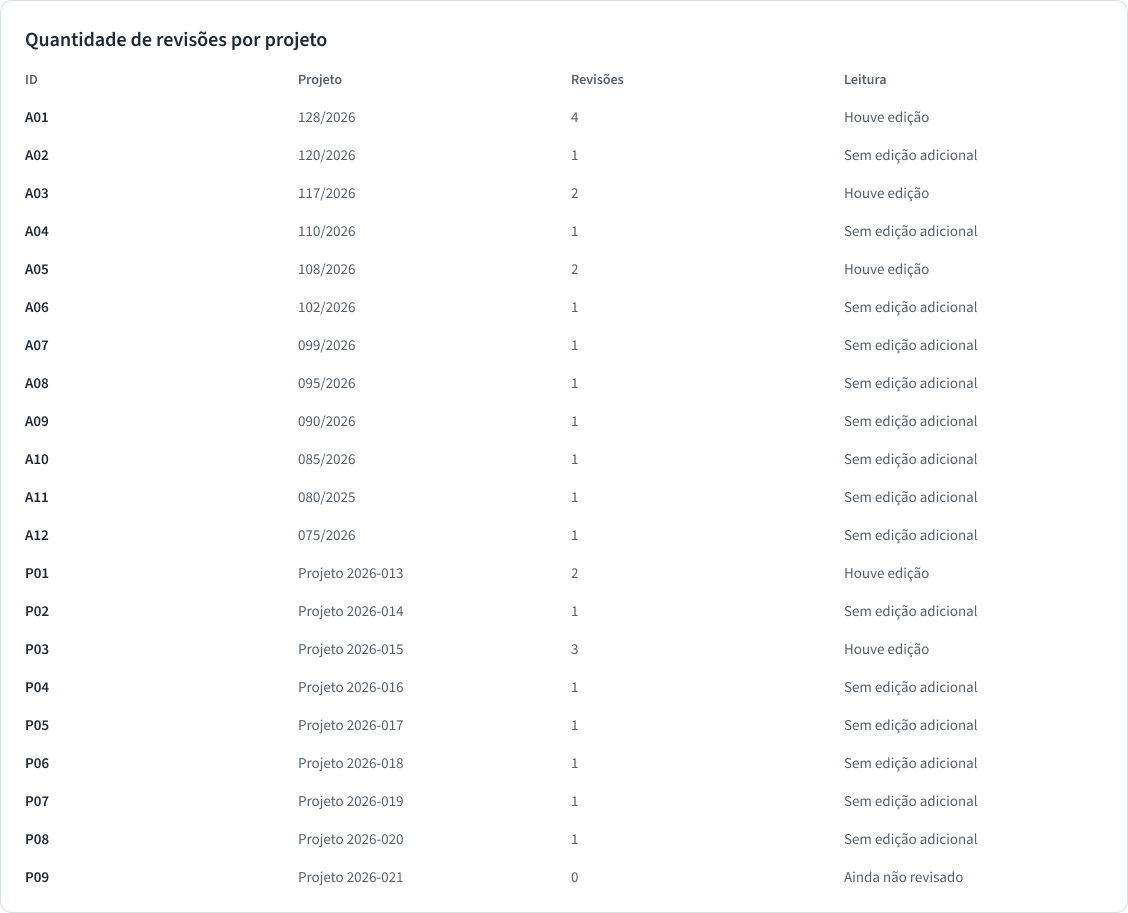 Quantidade de revisões por projeto
ID Projeto Revisões Leitura
A01 128/2026 4 Houve edição
A02 120/2026 1 Sem edição adicional
A03 117/2026 2 Houve edição
A04 110/2026 1 Sem edição adicional
A05 108/2026 2 Houve edição
A06 102/2026 1 Sem edição adicional
A07 099/2026 1 Sem edição adicional
A08 095/2026 1 Sem edição adicional
A09 090/2026 1 Sem edição adicional
A10 085/2026 1 Sem edição adicional
A11 080/2025 1 Sem edição adicional
A12 075/2026 1 Sem edição adicional
P01 Projeto 2026-013 2 Houve edição
P02 Projeto 2026-014 1 Sem edição adicional
P03 Projeto 2026-015 3 Houve edição
P04 Projeto 2026-016 1 Sem edição adicional
P05 Projeto 2026-017 1 Sem edição adicional
P06 Projeto 2026-018 1 Sem edição adicional
P07 Projeto 2026-019 1 Sem edição adicional
P08 Projeto 2026-020 1 Sem edição adicional
P09 Projeto 2026-021 0 Ainda não revisado